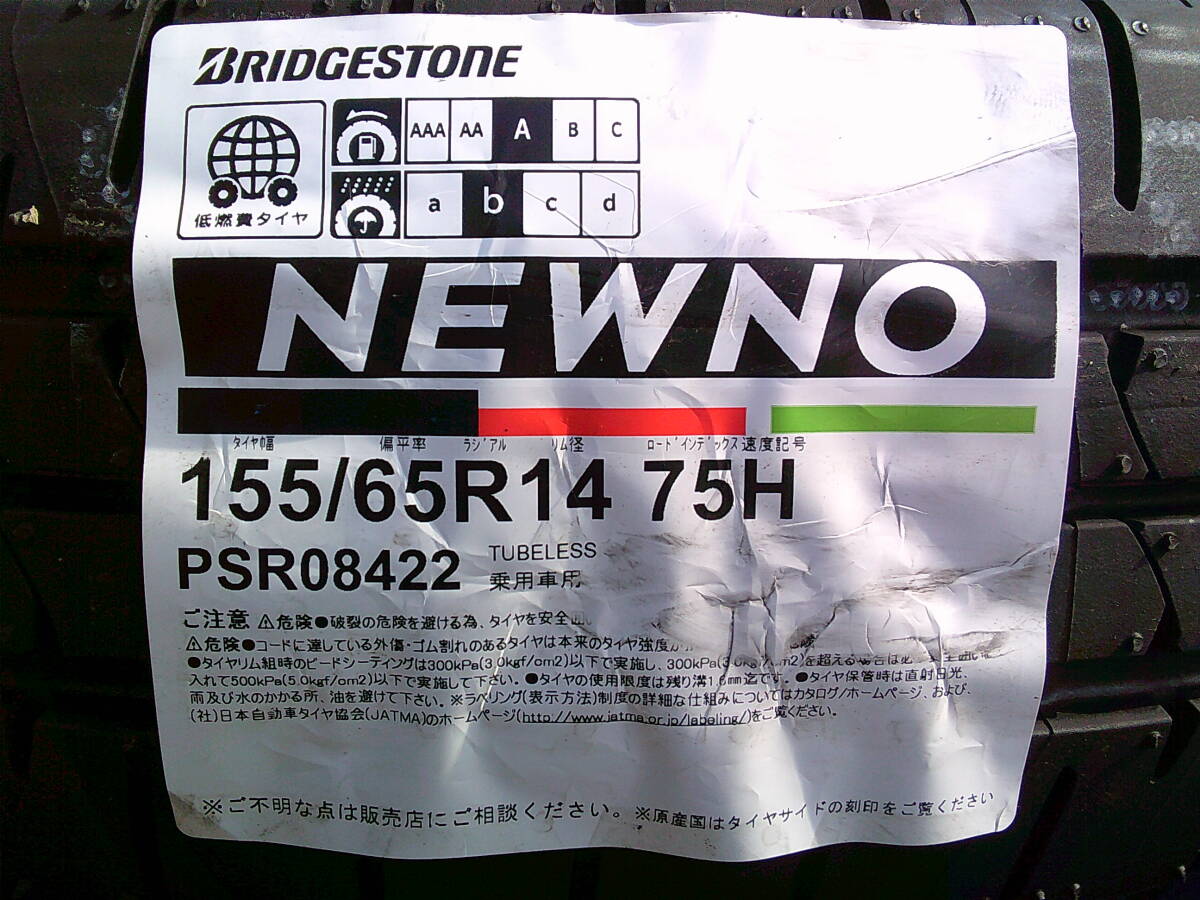 BRIDGESTONE
低燃費タイヤ
AAA AA A B C
a b c d
NEWNO
タイヤ幅 偏平率 ラジアル リム径 ロードインデックス 速度記号
155/65R14 75H
PSR08422
TUBELESS
乗用車用
ご注意 ⚠危険●破裂の危険を避ける為、タイヤを安全
⚠危険●コードに達している外傷・ゴム割れのあるタイヤは本来のタイヤ強度が
●タイヤリム組時のビードシーティングは300kPa(3.0kgf/cm2)以下で実施し、300kPa(3.0kgf/cm2)を超える場合は必
入れて500kPa(5.0kgf/cm2)以下で実施して下さい。●タイヤの使用限度は残り溝1.6mm迄です。●タイヤ保管時は直射日光、
雨及び水のかかる所、油を避けて下さい。※ラベリング(表示方法)制度の詳細な仕組みについてはカタログ/ホームページ、および、
(社)日本自動車タイヤ協会(JATMA)のホームページ(http://www.jatma.or.jp/labeling/)をご覧ください。
※ご不明な点は販売店にご相談ください。※原産国はタイヤサイドの刻印をご覧ください